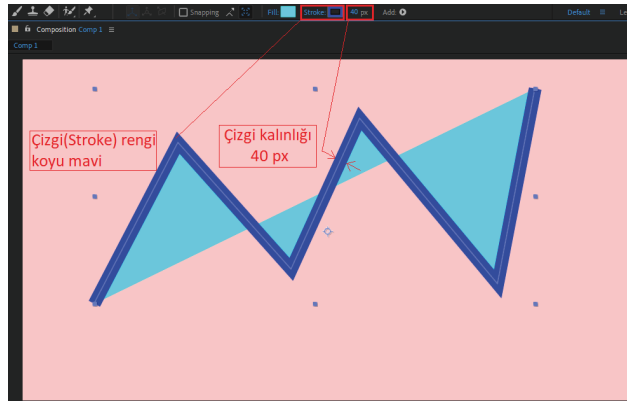 Snapping Fill: Stroke: 40 px Add: Default Le
Composition Comp 1
Comp 1
Çizgi(Stroke) rengi
koyu mavi
Çizgi kalınlığı
40 px